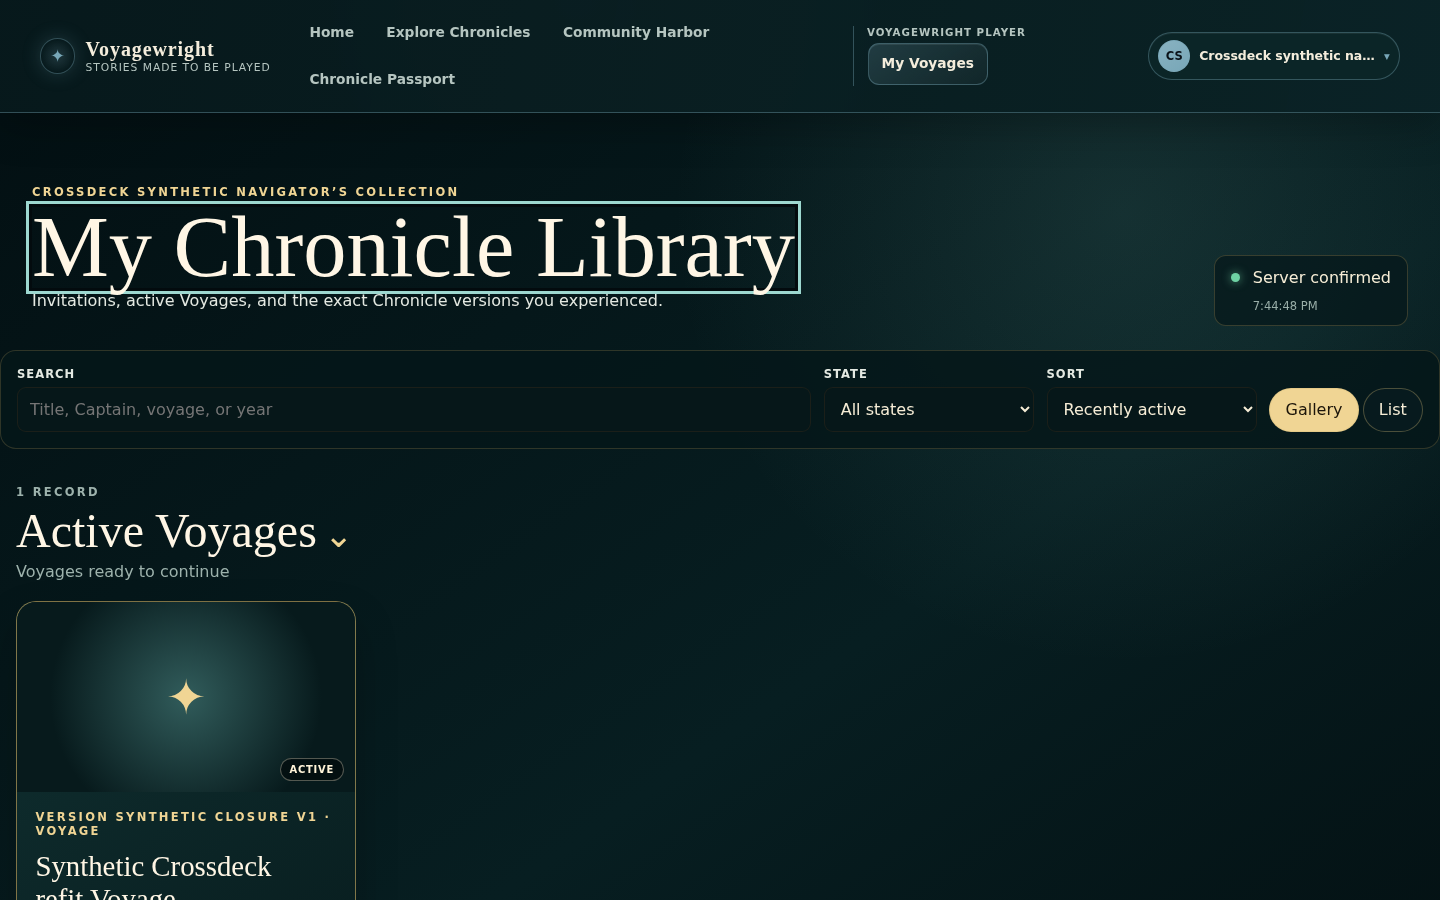 Voyagewright
STORIES MADE TO BE PLAYED
Home
Explore Chronicles
Community Harbor
Chronicle Passport
VOYAGEWRIGHT PLAYER
My Voyages
CS
Crossdeck synthetic na...
CROSSDECK SYNTHETIC NAVIGATOR’S COLLECTION
My Chronicle Library
Invitations, active Voyages, and the exact Chronicle versions you experienced.
Server confirmed
7:44:48 PM
SEARCH
Title, Captain, voyage, or year
STATE
All states
SORT
Recently active
Gallery
List
1 RECORD
Active Voyages
Voyages ready to continue
ACTIVE
VERSION SYNTHETIC CLOSURE V1 ·
VOYAGE
Synthetic Crossdeck
refit Voyage